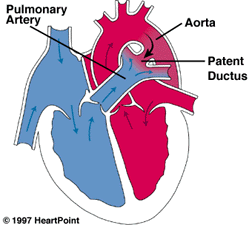 Pulmonary
Artery
Aorta
Patent
Ductus
© 1997 HeartPoint